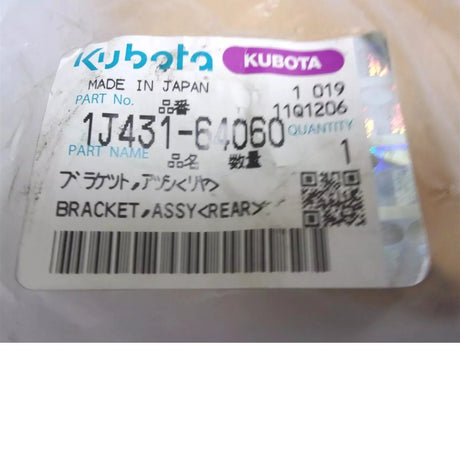 Kubota KUBOTA
MADE IN JAPAN 1 019
PART No. 品番 11Q1206
1J431-64060 QUANTITY
PART NAME 品名 数量 1
ブラケット,アッシ<リヤ>
BRACKET,ASSY<REAR>